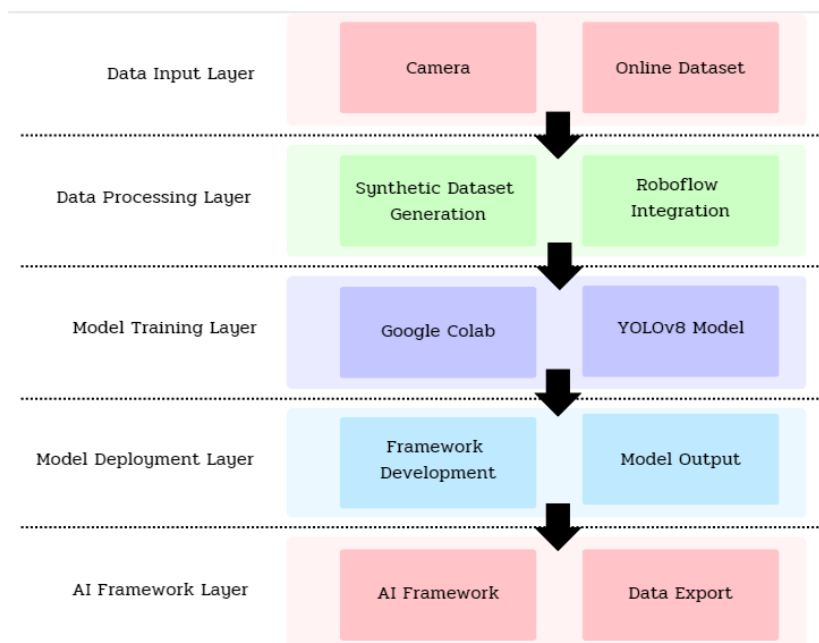 Data Input Layer
Camera
Online Dataset
Data Processing Layer
Synthetic Dataset
Generation
Roboflow
Integration
Model Training Layer
Google Colab
YOLOv8 Model
Model Deployment Layer
Framework
Development
Model Output
AI Framework Layer
AI Framework
Data Export